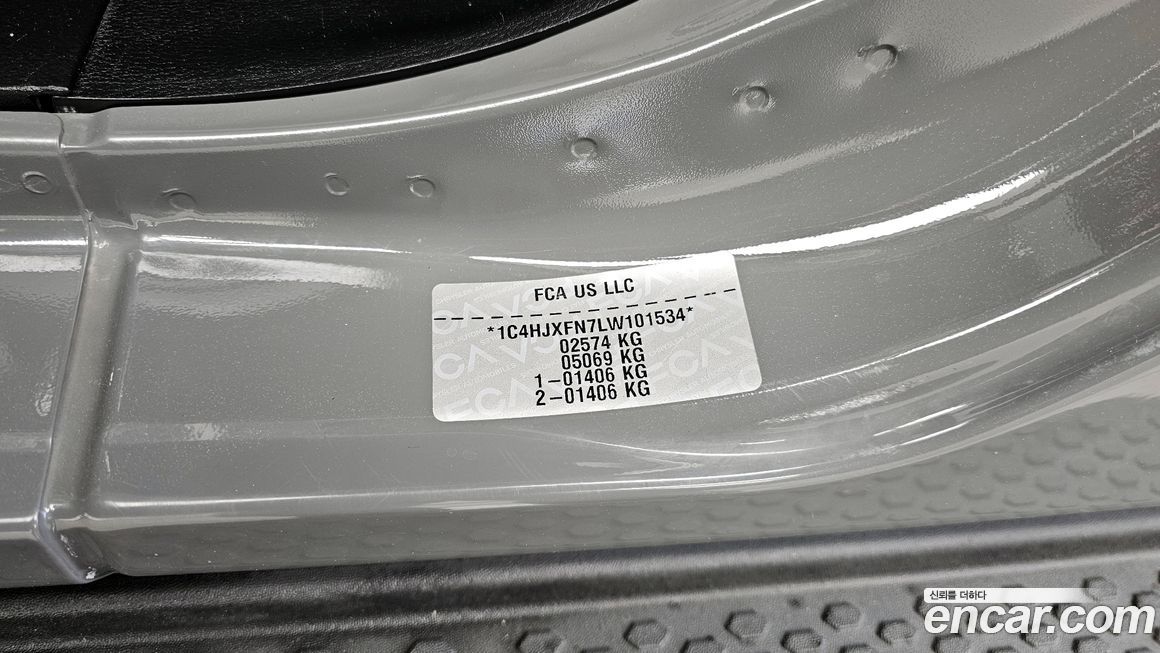 FCA US LLC
*1C4HJXFN7LW101534*
02574 KG
05069 KG
1-01406 KG
2-01406 KG
신뢰를 더하다
encar.com